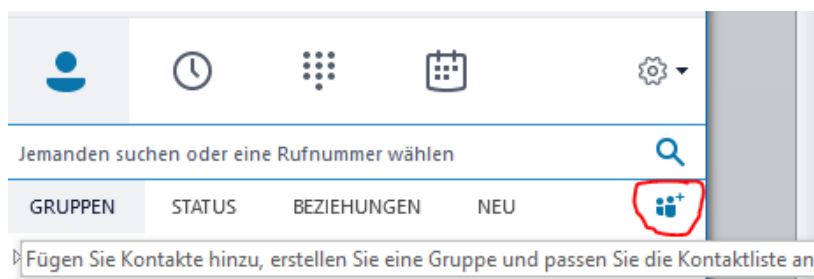 Jemanden suchen oder eine Rufnummer wählen
GRUPPEN STATUS BEZIEHUNGEN NEU
Fügen Sie Kontakte hinzu, erstellen Sie eine Gruppe und passen Sie die Kontaktliste an